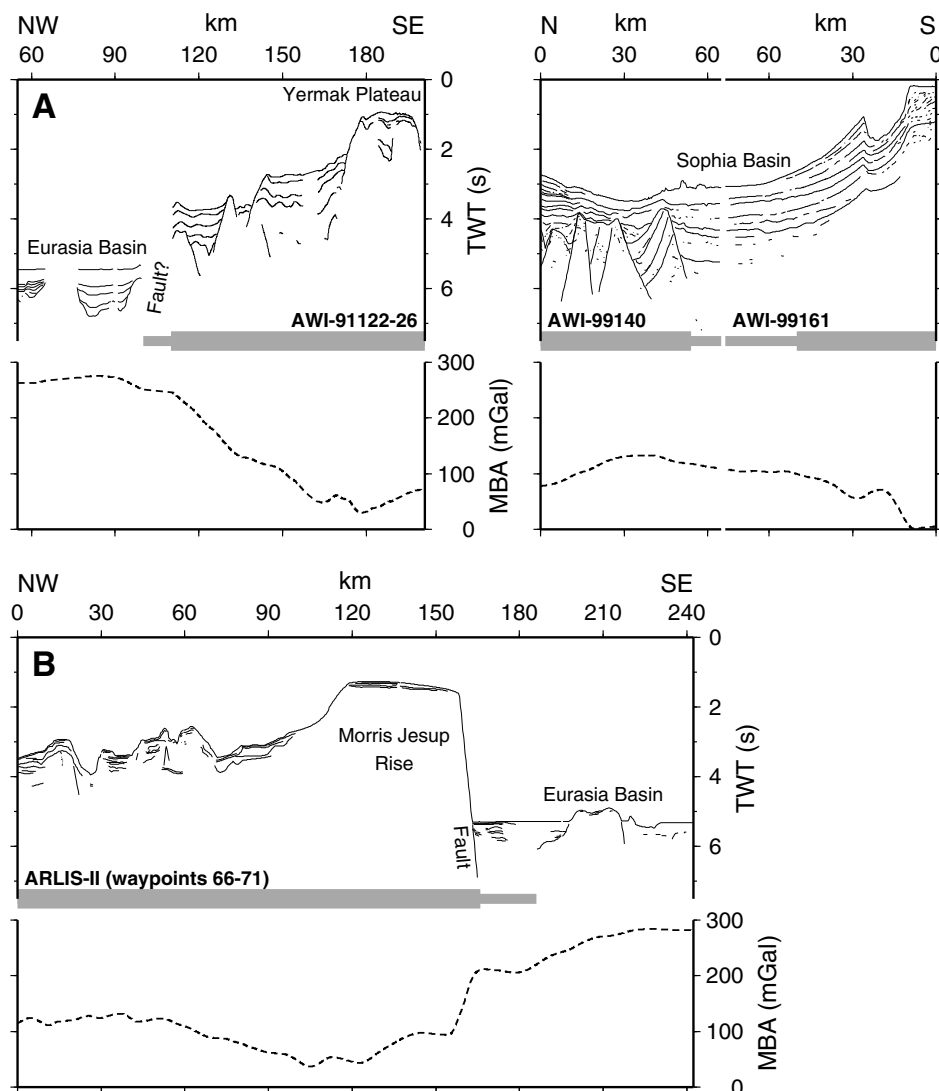 NW km SE N km km S
60 90 120 150 180 0 30 60 60 30 0
A
Yermak Plateau
Eurasia Basin
Fault?
AWI-91122-26
0
2
4
6
TWT (s)
Sophia Basin
AWI-99140 AWI-99161
300
200
100
0
MBA (mGal)
NW km SE
0 30 60 90 120 150 180 210 240
B
Morris Jesup
Rise
Eurasia Basin
Fault
ARLIS-II (waypoints 66-71)
0
2
4
6
TWT (s)
300
200
100
0
MBA (mGal)